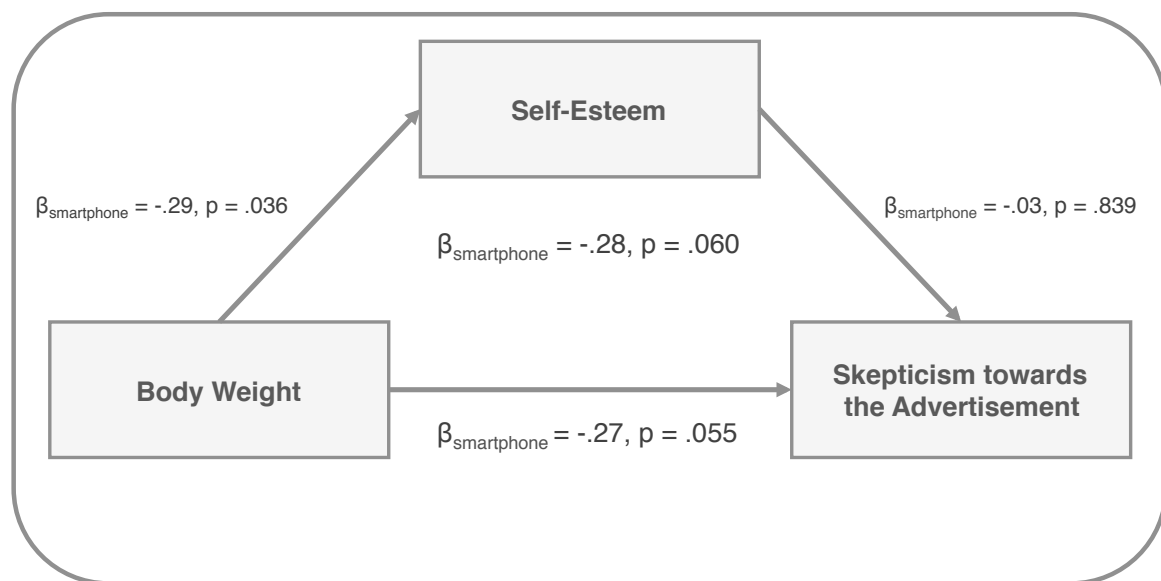 Self-Esteem
βsmartphone = -.29, p = .036
βsmartphone = -.03, p = .839
βsmartphone = -.28, p = .060
Body Weight
Skepticism towards
the Advertisement
βsmartphone = -.27, p = .055